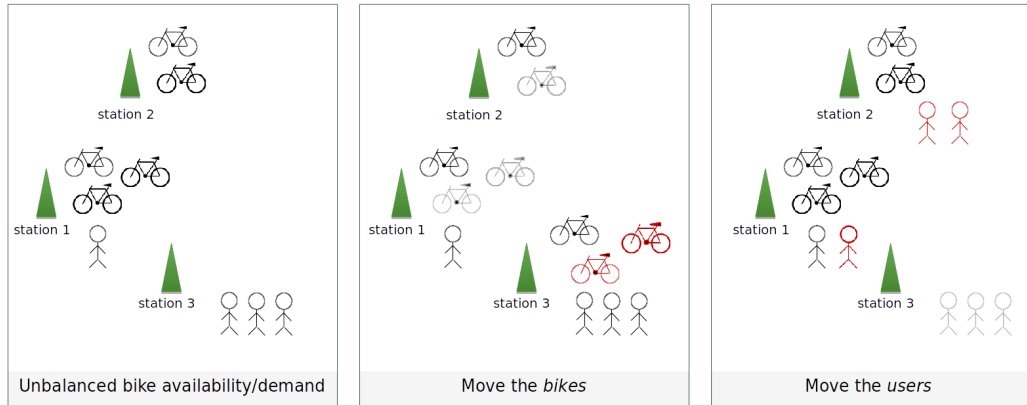 station 2
station 1
station 3
Unbalanced bike availability/demand
station 2
station 1
station 3
Move the bikes
station 2
station 1
station 3
Move the users